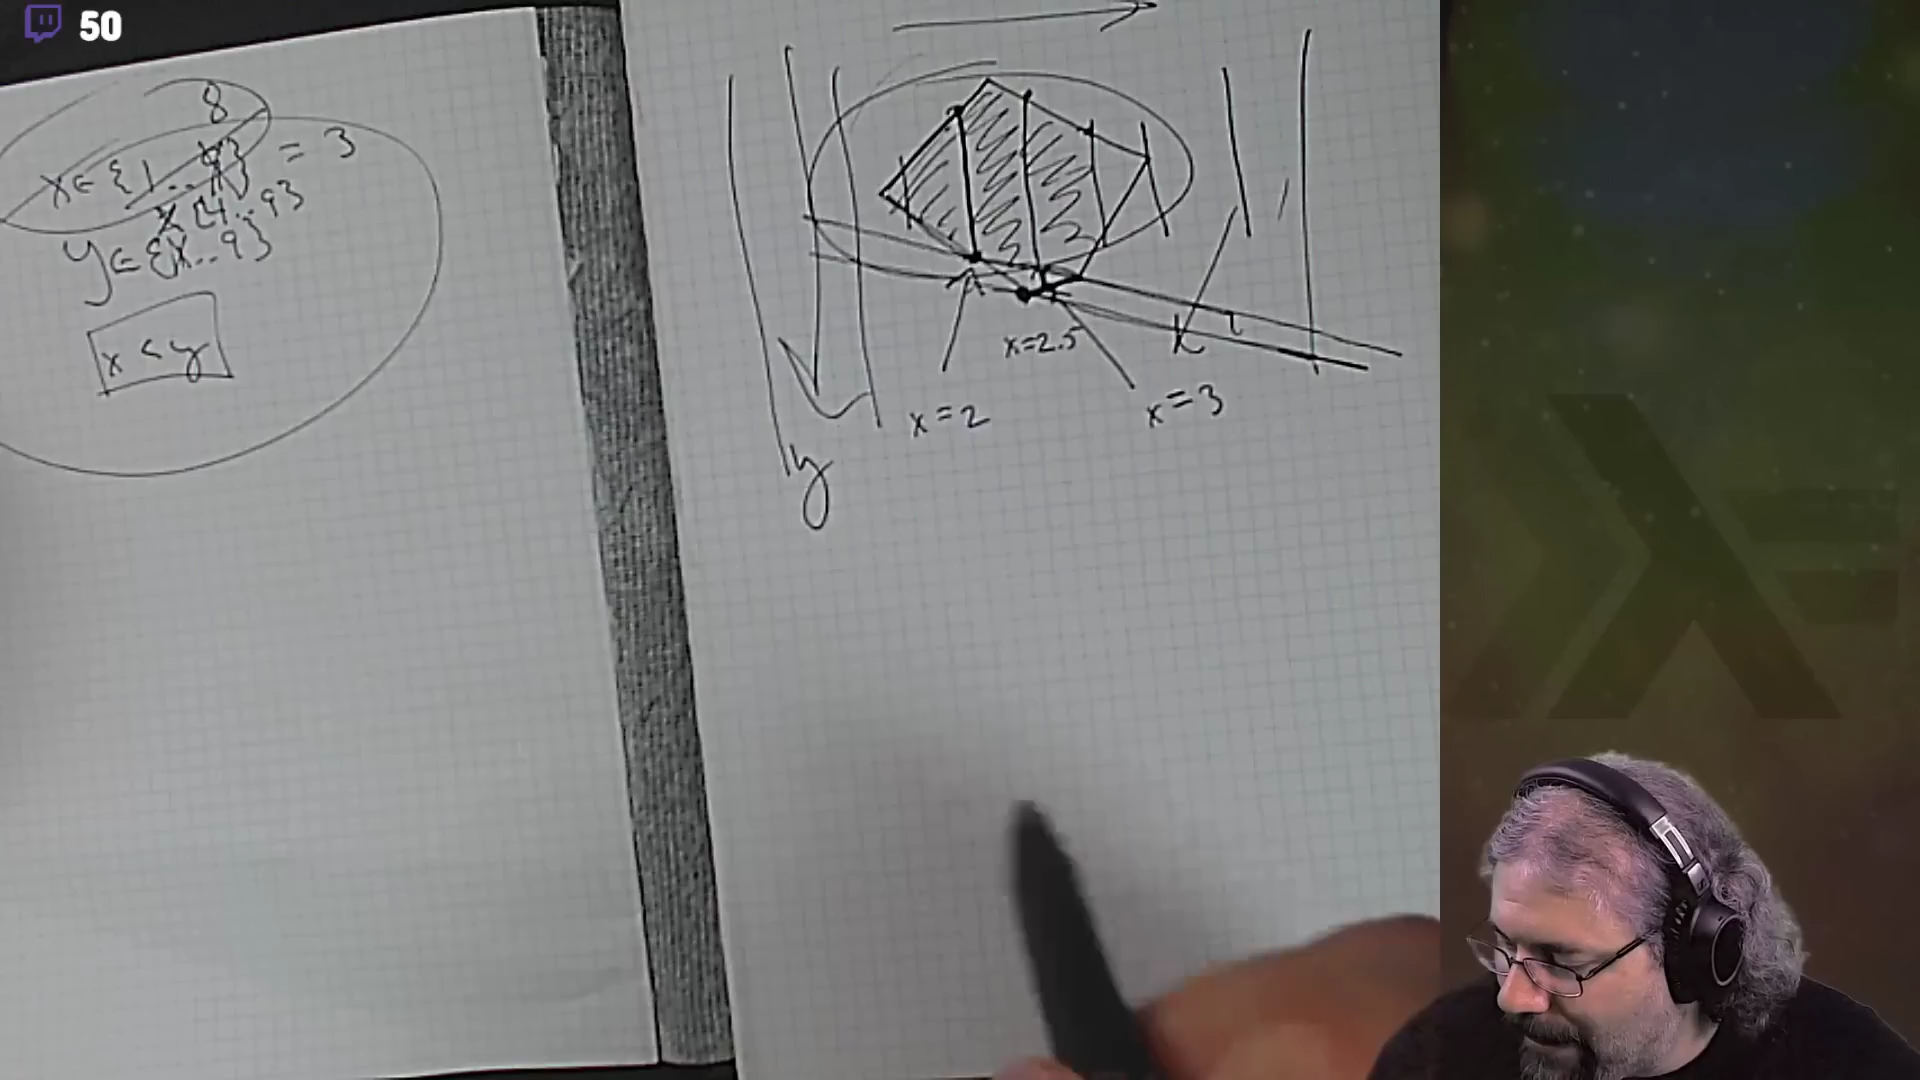 50
8
x ∈ {1..9} = 3
x {4..9}
y ∈ {x..9}
x < y
x=2.5
x=2
x=3
y